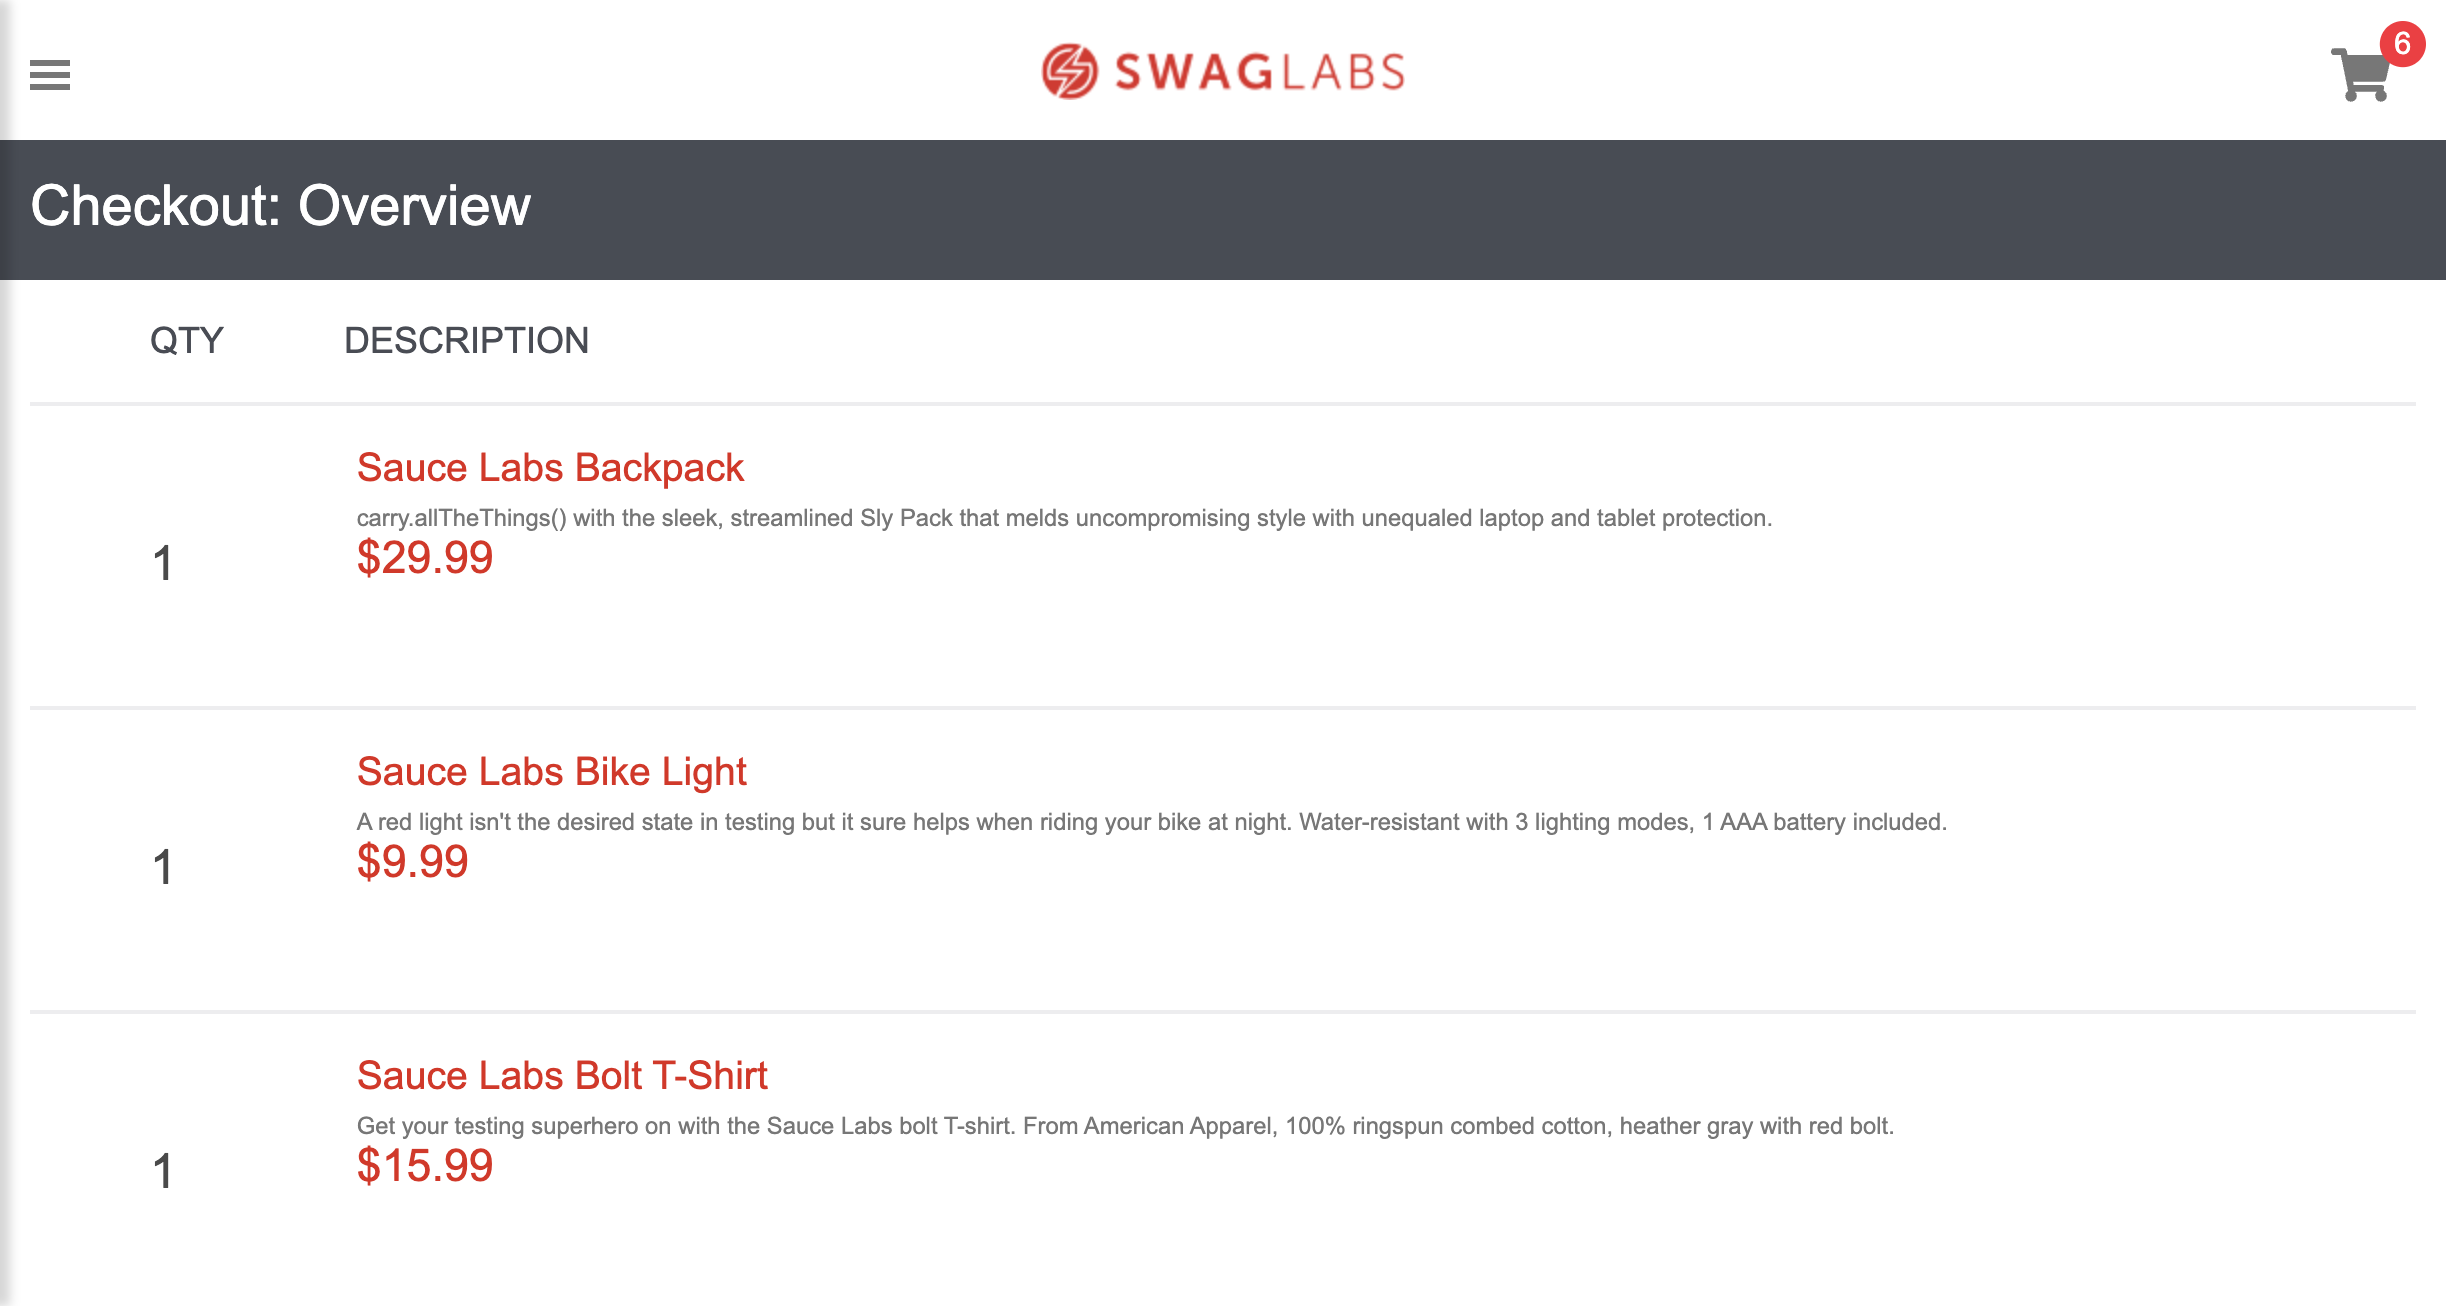 SWAGLABS
6
Checkout: Overview
QTY DESCRIPTION
Sauce Labs Backpack
carry.allTheThings() with the sleek, streamlined Sly Pack that melds uncompromising style with unequaled laptop and tablet protection.
1 $29.99
Sauce Labs Bike Light
A red light isn't the desired state in testing but it sure helps when riding your bike at night. Water-resistant with 3 lighting modes, 1 AAA battery included.
1 $9.99
Sauce Labs Bolt T-Shirt
Get your testing superhero on with the Sauce Labs bolt T-shirt. From American Apparel, 100% ringspun combed cotton, heather gray with red bolt.
1 $15.99